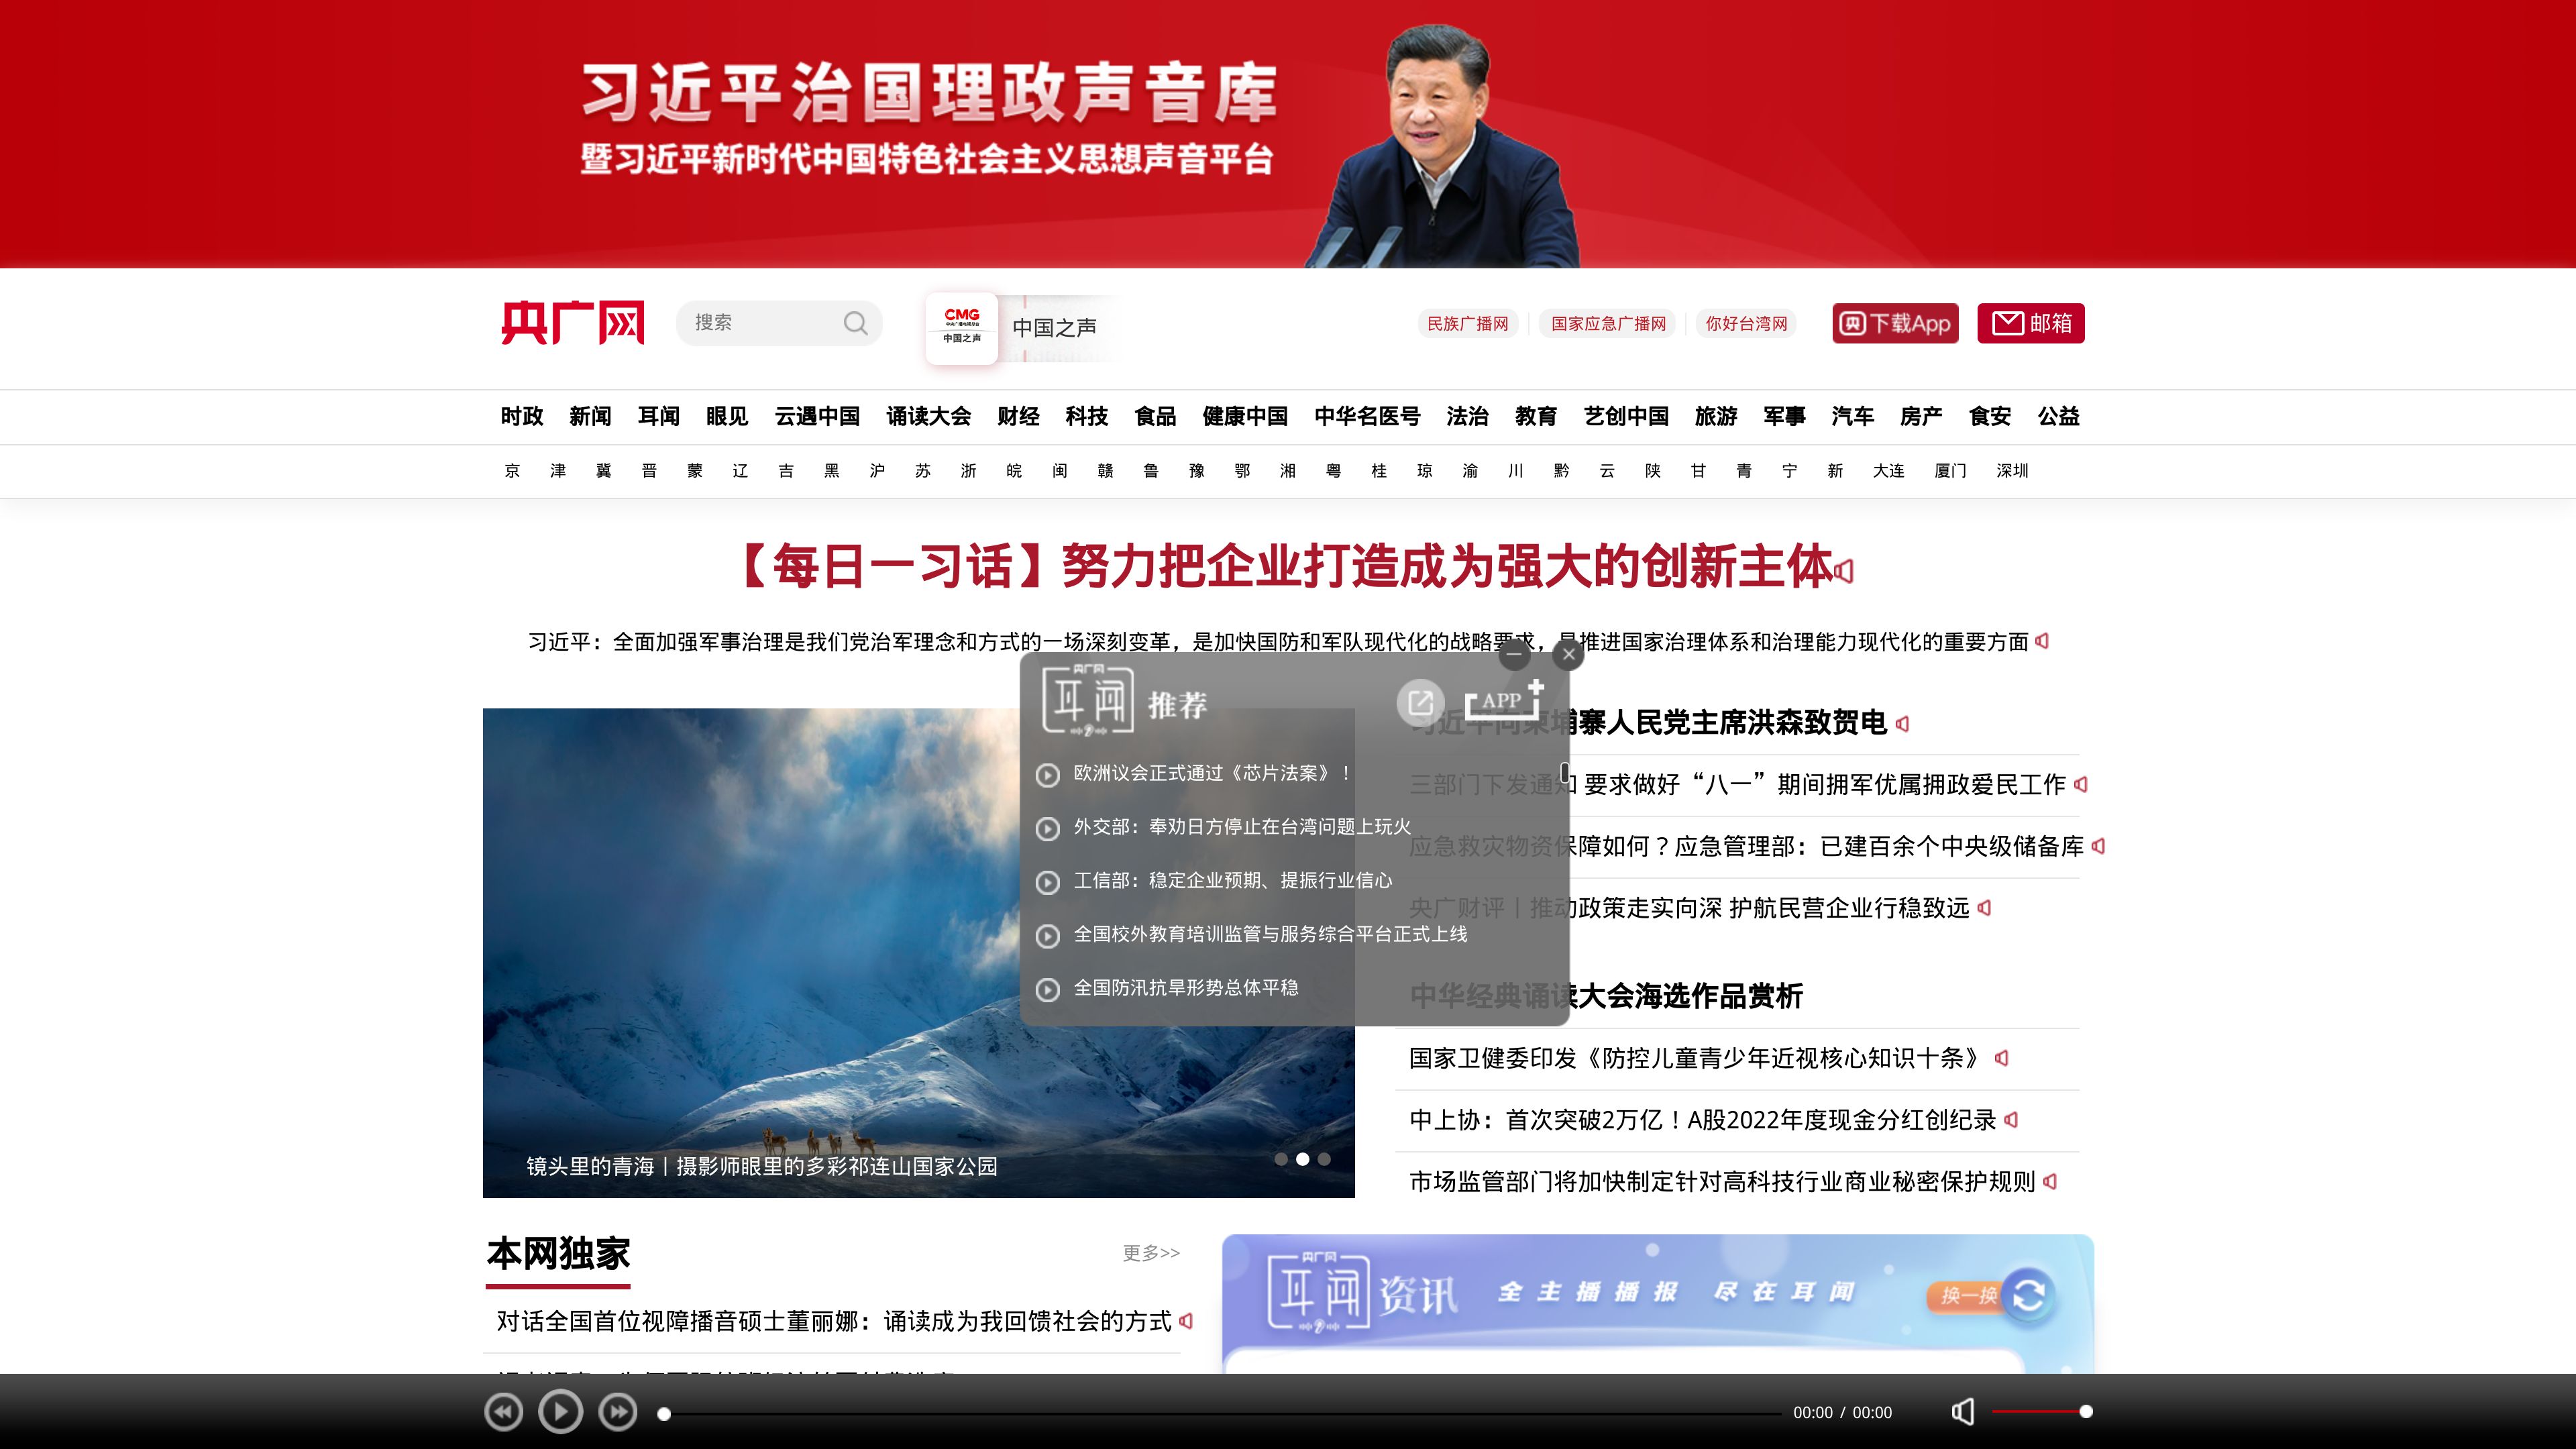 习近平治国理政声音库
暨习近平新时代中国特色社会主义思想声音平台
央广网
搜索
CMG
中国之声
中国之声
民族广播网
国家应急广播网
你好台湾网
下载App
邮箱
时政 新闻 耳闻 眼见 云遇中国 诵读大会 财经 科技 食品 健康中国 中华名医号 法治 教育 艺创中国 旅游 军事 汽车 房产 食安 公益
京 津 冀 晋 蒙 辽 吉 黑 沪 苏 浙 皖 闽 赣 鲁 豫 鄂 湘 粤 桂 琼 渝 川 黔 云 陕 甘 青 宁 新 大连 厦门 深圳
【每日一习话】努力把企业打造成为强大的创新主体
习近平：全面加强军事治理是我们党治军理念和方式的一场深刻变革，是加快国防和军队现代化的战略要求，是推进国家治理体系和治理能力现代化的重要方面
央广网
耳闻 推荐
APP
欧洲议会正式通过《芯片法案》！
外交部：奉劝日方停止在台湾问题上玩火
工信部：稳定企业预期、提振行业信心
全国校外教育培训监管与服务综合平台正式上线
全国防汛抗旱形势总体平稳
习近平向柬埔寨人民党主席洪森致贺电
三部门下发通知 要求做好“八一”期间拥军优属拥政爱民工作
应急救灾物资保障如何？应急管理部：已建百余个中央级储备库
央广财评丨推动政策走实向深 护航民营企业行稳致远
中华经典诵读大会海选作品赏析
国家卫健委印发《防控儿童青少年近视核心知识十条》
中上协：首次突破2万亿！A股2022年度现金分红创纪录
市场监管部门将加快制定针对高科技行业商业秘密保护规则
镜头里的青海丨摄影师眼里的多彩祁连山国家公园
本网独家
更多>>
对话全国首位视障播音硕士董丽娜：诵读成为我回馈社会的方式
央广网
耳闻 资讯
全主播播报 尽在耳闻
换一换
00:00 / 00:00